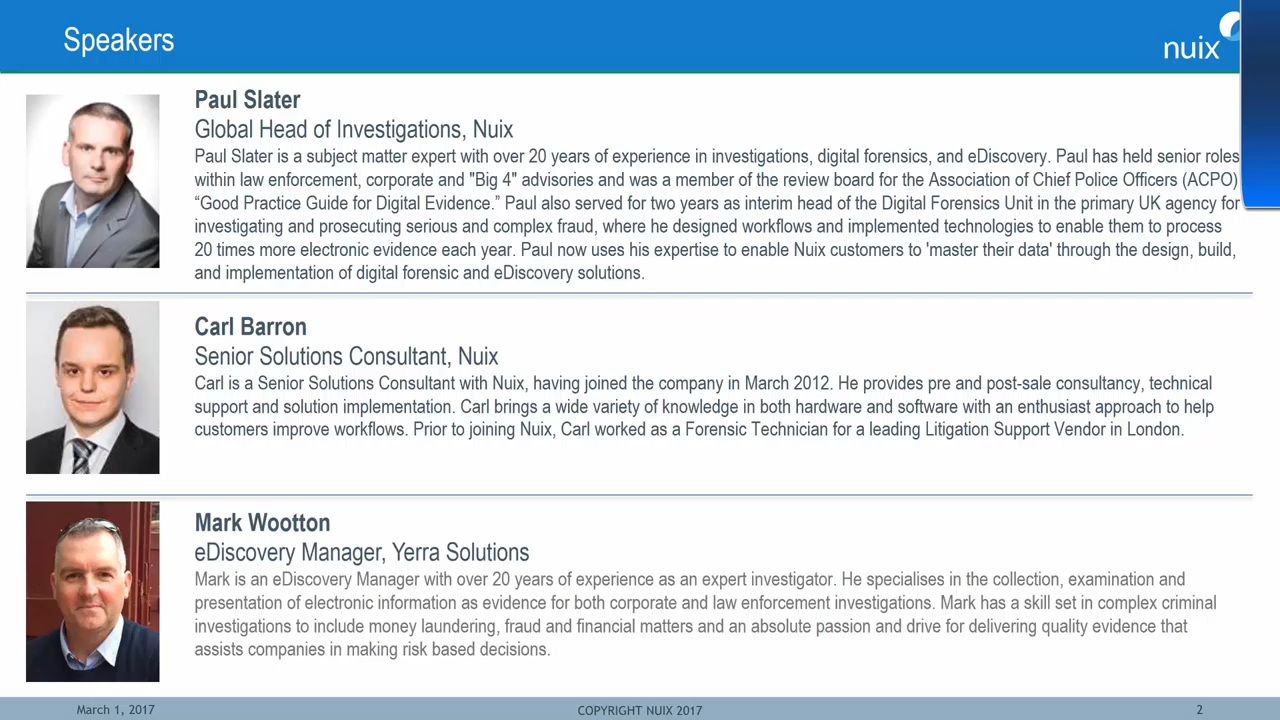 Speakers
nuix
Paul Slater
Global Head of Investigations, Nuix
Paul Slater is a subject matter expert with over 20 years of experience in investigations, digital forensics, and eDiscovery. Paul has held senior roles
within law enforcement, corporate and "Big 4" advisories and was a member of the review board for the Association of Chief Police Officers (ACPO)
“Good Practice Guide for Digital Evidence.” Paul also served for two years as interim head of the Digital Forensics Unit in the primary UK agency for
investigating and prosecuting serious and complex fraud, where he designed workflows and implemented technologies to enable them to process
20 times more electronic evidence each year. Paul now uses his expertise to enable Nuix customers to 'master their data' through the design, build,
and implementation of digital forensic and eDiscovery solutions.
Carl Barron
Senior Solutions Consultant, Nuix
Carl is a Senior Solutions Consultant with Nuix, having joined the company in March 2012. He provides pre and post-sale consultancy, technical
support and solution implementation. Carl brings a wide variety of knowledge in both hardware and software with an enthusiast approach to help
customers improve workflows. Prior to joining Nuix, Carl worked as a Forensic Technician for a leading Litigation Support Vendor in London.
Mark Wootton
eDiscovery Manager, Yerra Solutions
Mark is an eDiscovery Manager with over 20 years of experience as an expert investigator. He specialises in the collection, examination and
presentation of electronic information as evidence for both corporate and law enforcement investigations. Mark has a skill set in complex criminal
investigations to include money laundering, fraud and financial matters and an absolute passion and drive for delivering quality evidence that
assists companies in making risk based decisions.
March 1, 2017
COPYRIGHT NUIX 2017
2